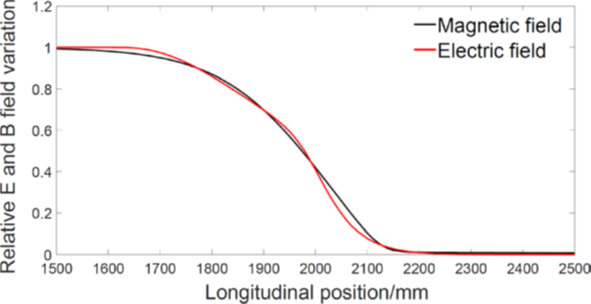 Relative E and B field variation
1.2
1
0.8
0.6
0.4
0.2
0
Magnetic field
Electric field
1500 1600 1700 1800 1900 2000 2100 2200 2300 2400 2500
Longitudinal position/mm